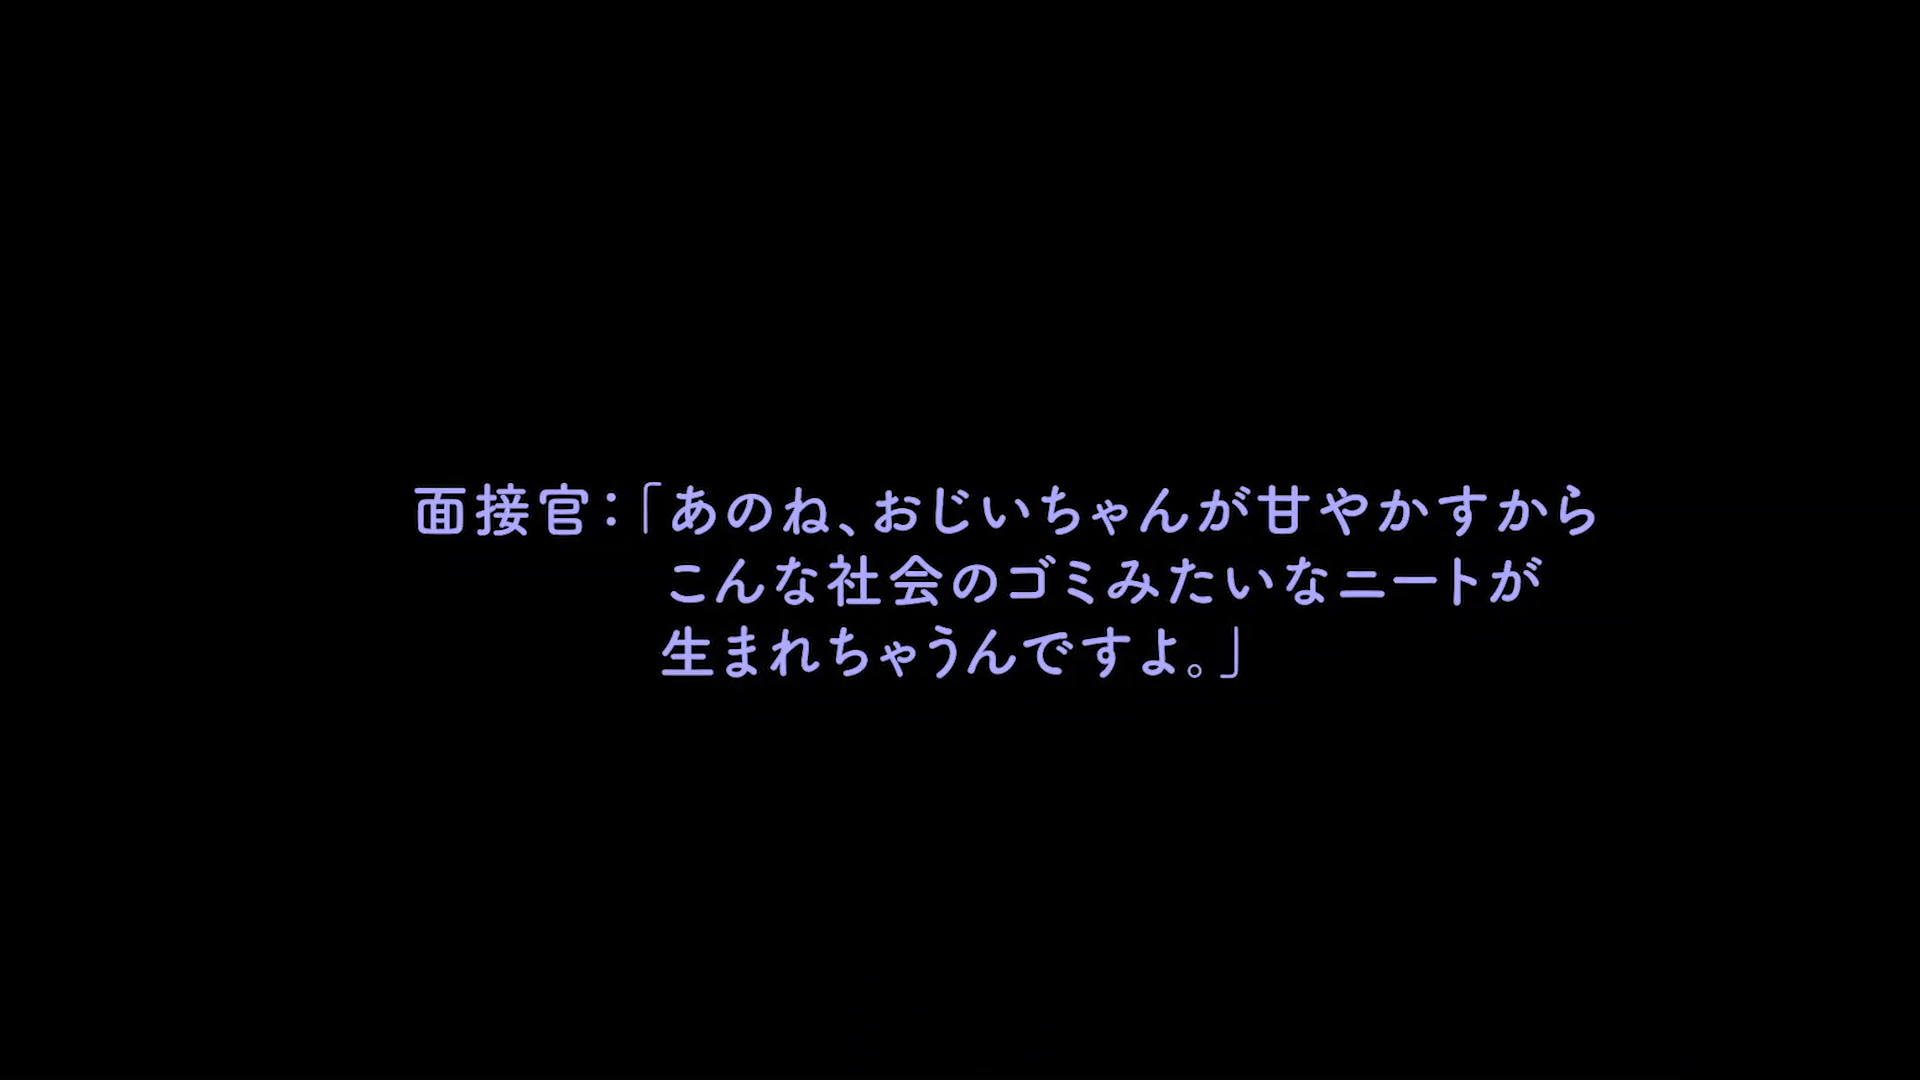 面接官：「あのね、おじいちゃんが甘やかすから
こんな社会のゴミみたいなニートが
生まれちゃうんですよ。」